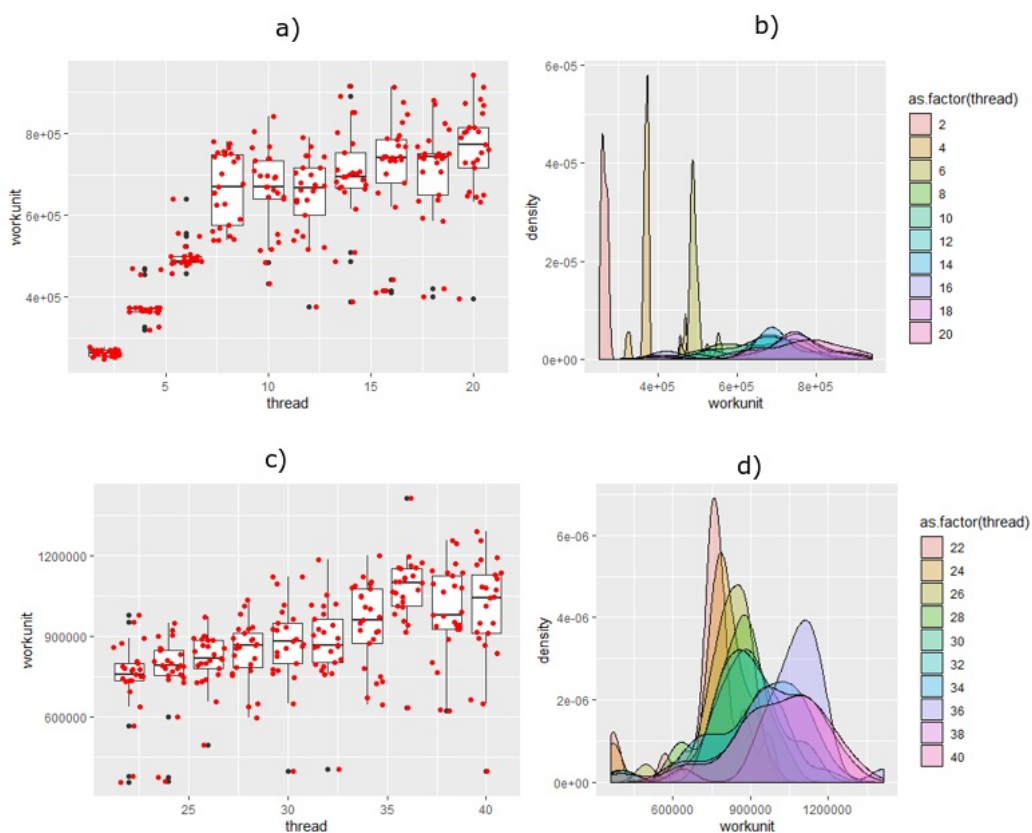 a)
b)
workunit
8e+05
6e+05
4e+05
5
10
15
20
thread
density
6e-05
4e-05
2e-05
0e+00
4e+05
6e+05
8e+05
workunit
as.factor(thread)
2
4
6
8
10
12
14
16
18
20
c)
d)
workunit
1200000
900000
600000
25
30
35
40
thread
density
6e-06
4e-06
2e-06
0e+00
600000
900000
1200000
workunit
as.factor(thread)
22
24
26
28
30
32
34
36
38
40